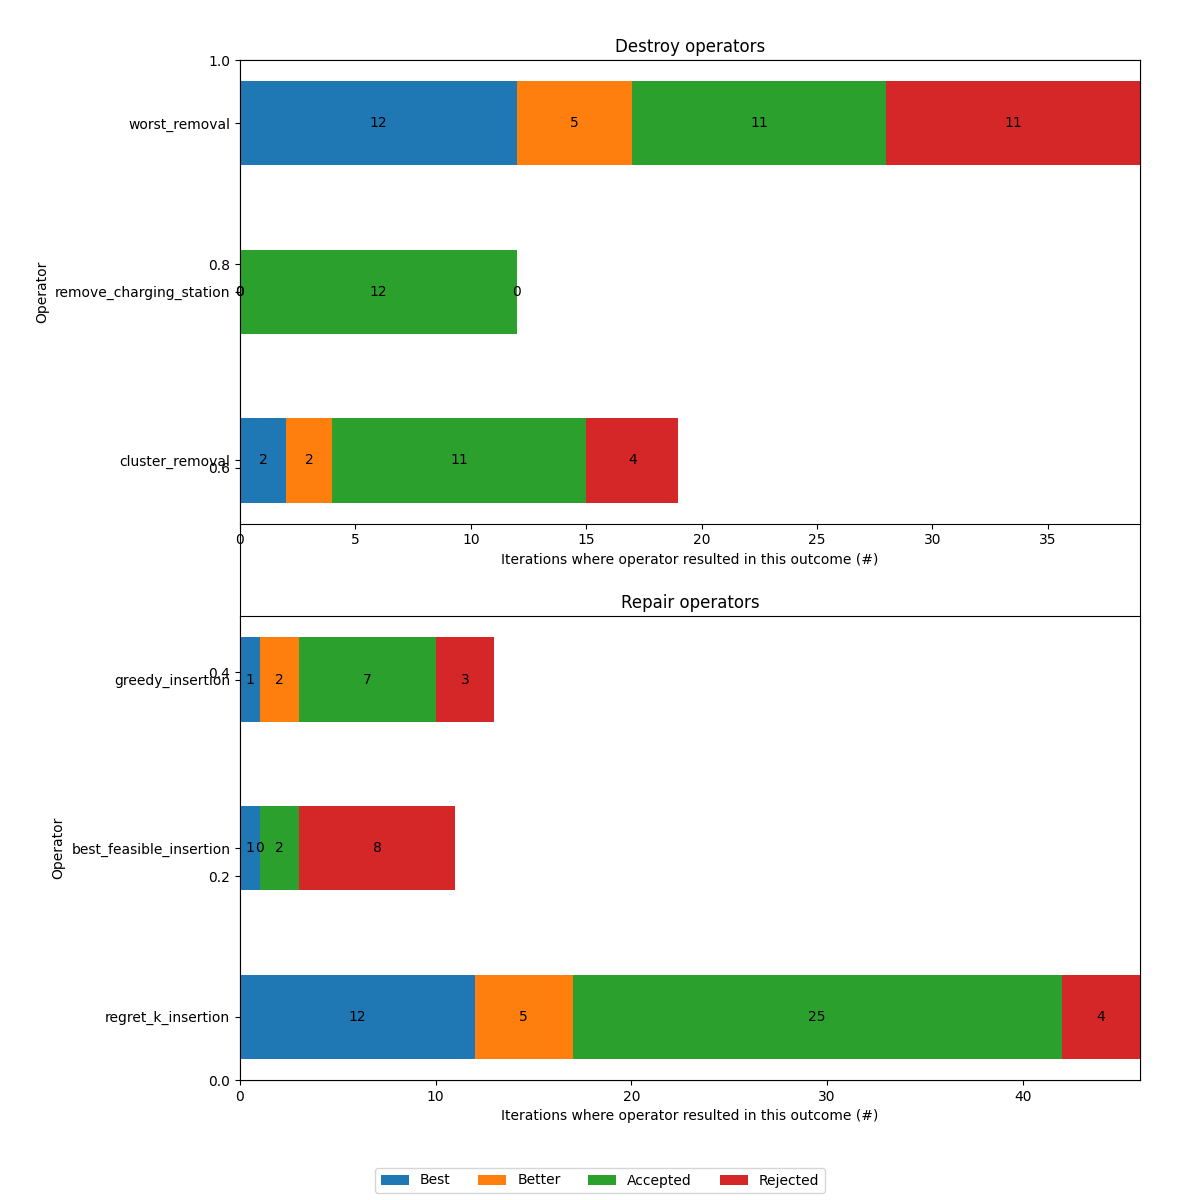 Destroy operators
1.0
worst_removal 12 5 11 11
0.8
remove_charging_station 0 12 0
cluster_removal 2 2 11 4
0.6
0 5 10 15 20 25 30 35
Iterations where operator resulted in this outcome (#)
Operator
Repair operators
0.4
greedy_insertion 1 2 7 3
best_feasible_insertion 1 0 2 8
0.2
regret_k_insertion 12 5 25 4
0.0
0 10 20 30 40
Iterations where operator resulted in this outcome (#)
Operator
Best Better Accepted Rejected